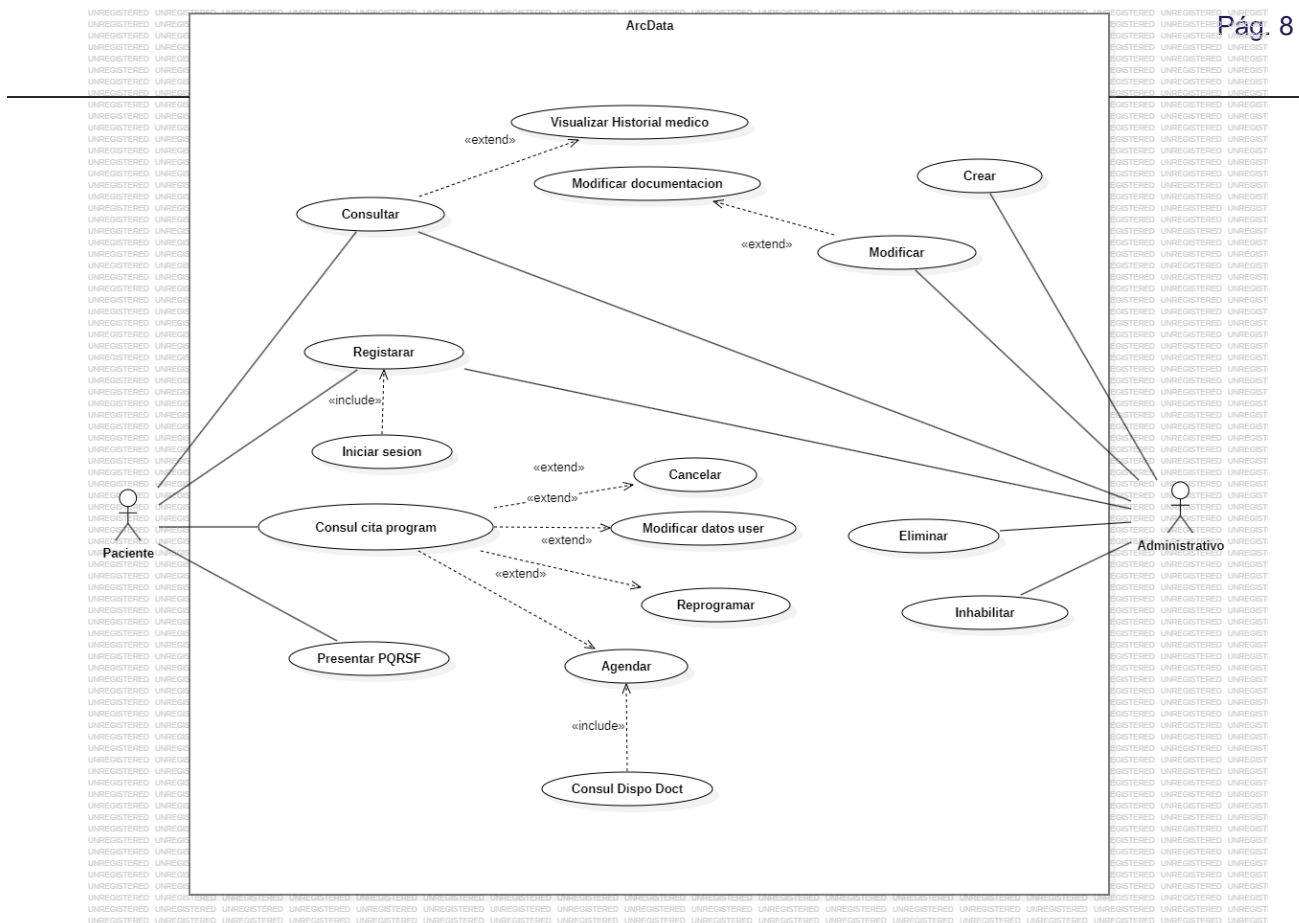 ArcData
Pág. 8
Visualizar Historial medico
«extend»
Modificar documentacion
Crear
Consultar
«extend»
Modificar
Registarar
«include»
Iniciar sesion
«extend»
Cancelar
«extend»
Consul cita program
Modificar datos user
«extend»
Eliminar
Paciente
Administrativo
«extend»
Reprogramar
Inhabilitar
Presentar PQRSF
Agendar
«include»
Consul Dispo Doct
UNREGISTERED